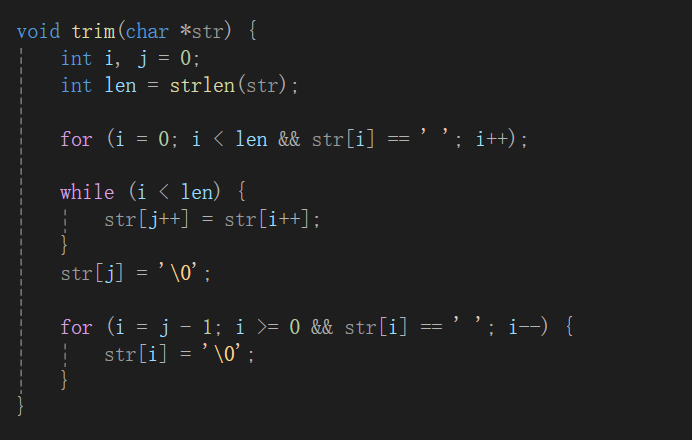 void trim(char *str) {
    int i, j = 0;
    int len = strlen(str);

    for (i = 0; i < len && str[i] == ' '; i++);

    while (i < len) {
        str[j++] = str[i++];
    }
    str[j] = '\0';

    for (i = j - 1; i >= 0 && str[i] == ' '; i--) {
        str[i] = '\0';
    }
}